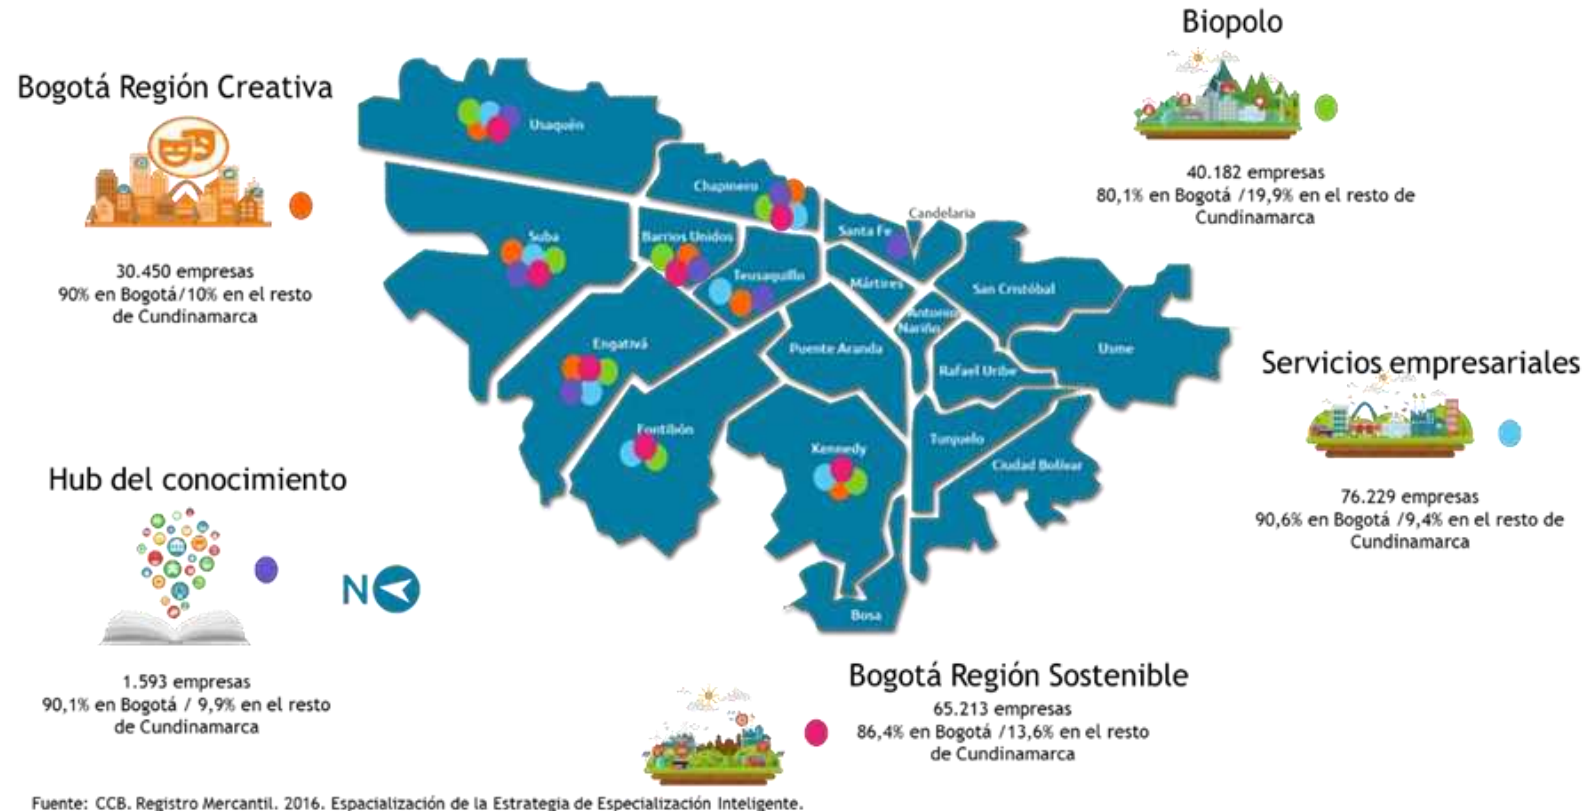 Biopolo
Bogotá Región Creativa
40.182 empresas
80,1% en Bogotá /19,9% en el resto de
Cundinamarca
30.450 empresas
90% en Bogotá/10% en el resto
de Cundinamarca
Usaquén
Chapinero
Candelaria
Santa Fe
Suba
Barrios Unidos
Teusaquillo
Mártires
San Cristóbal
Antonio
Nariño
Engativá
Puente Aranda
Usme
Rafael Uribe
Fontibón
Kennedy
Tunjuelo
Ciudad Bolívar
Bosa
Servicios empresariales
76.229 empresas
90,6% en Bogotá /9,4% en el resto de
Cundinamarca
Hub del conocimiento
N
1.593 empresas
90,1% en Bogotá / 9,9% en el resto
de Cundinamarca
Bogotá Región Sostenible
65.213 empresas
86,4% en Bogotá /13,6% en el resto
de Cundinamarca
Fuente: CCB. Registro Mercantil. 2016. Espacialización de la Estrategia de Especialización Inteligente.